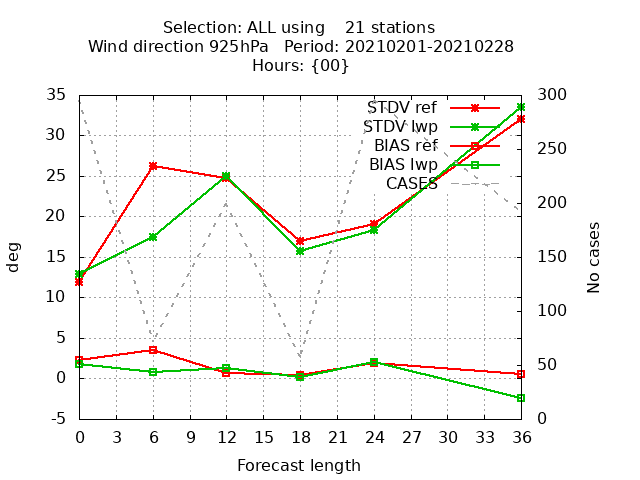 Selection: ALL using 21 stations
Wind direction 925hPa Period: 20210201-20210228
Hours: {00}
STDV ref
STDV lwp
BIAS ref
BIAS lwp
CASES
35
30
25
20
15
10
5
0
-5
deg
300
250
200
150
100
50
0
No cases
0 3 6 9 12 15 18 21 24 27 30 33 36
Forecast length